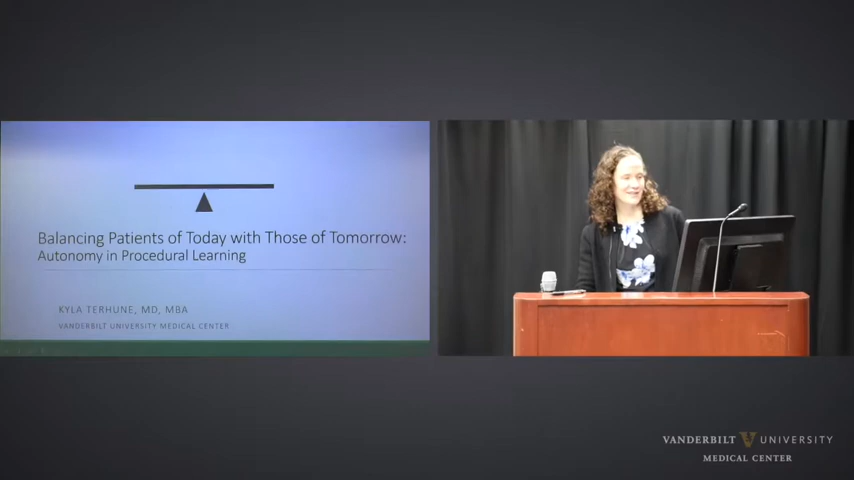 Balancing Patients of Today with Those of Tomorrow:
Autonomy in Procedural Learning
KYLA TERHUNE, MD, MBA
VANDERBILT UNIVERSITY MEDICAL CENTER
VANDERBILT V UNIVERSITY
MEDICAL CENTER